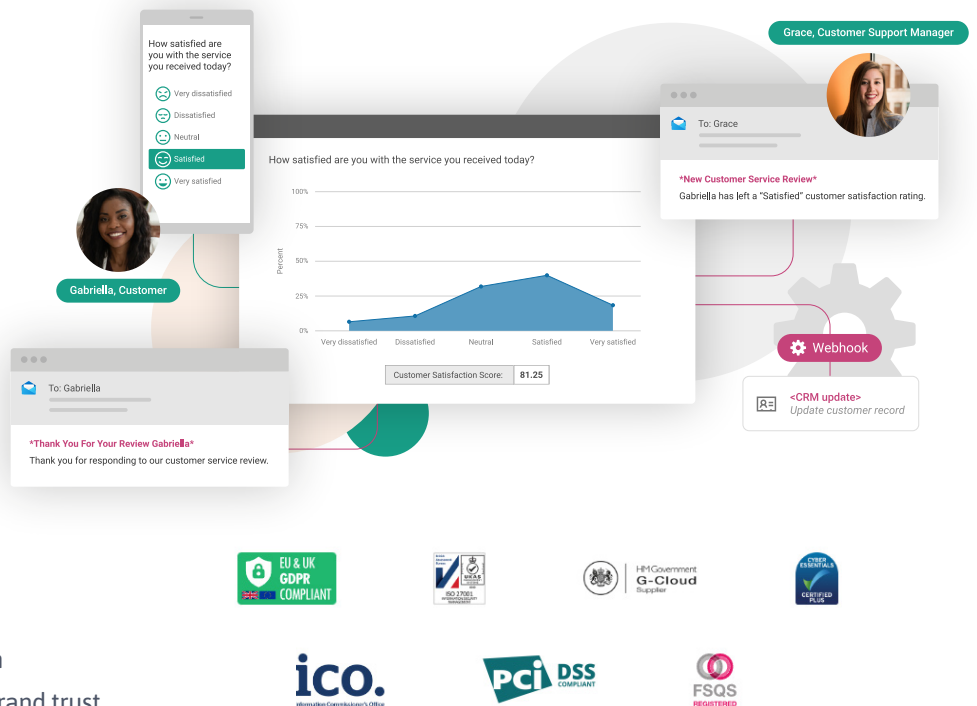 How satisfied are
you with the service
you received today?
Very dissatisfied
Dissatisfied
Neutral
Satisfied
Very satisfied
Gabriella, Customer
Grace, Customer Support Manager
To: Grace
*New Customer Service Review*
Gabriella has left a “Satisfied” customer satisfaction rating.
How satisfied are you with the service you received today?
100%
75%
50%
25%
0%
Percent
Very dissatisfied
Dissatisfied
Neutral
Satisfied
Very satisfied
Customer Satisfaction Score:
81.25
Webhook
<CRM update>
Update customer record
To: Gabriella
*Thank You For Your Review Gabriella*
Thank you for responding to our customer service review.
EU & UK
GDPR
COMPLIANT
UKAS
ISO 27001
INFORMATION SECURITY
MANAGEMENT
HM Government
G-Cloud
Supplier
CYBER
ESSENTIALS
CERTIFIED
PLUS
ico.
Information Commissioner's Office
PCI DSS
COMPLIANT
FSQS
REGISTERED
rand trust